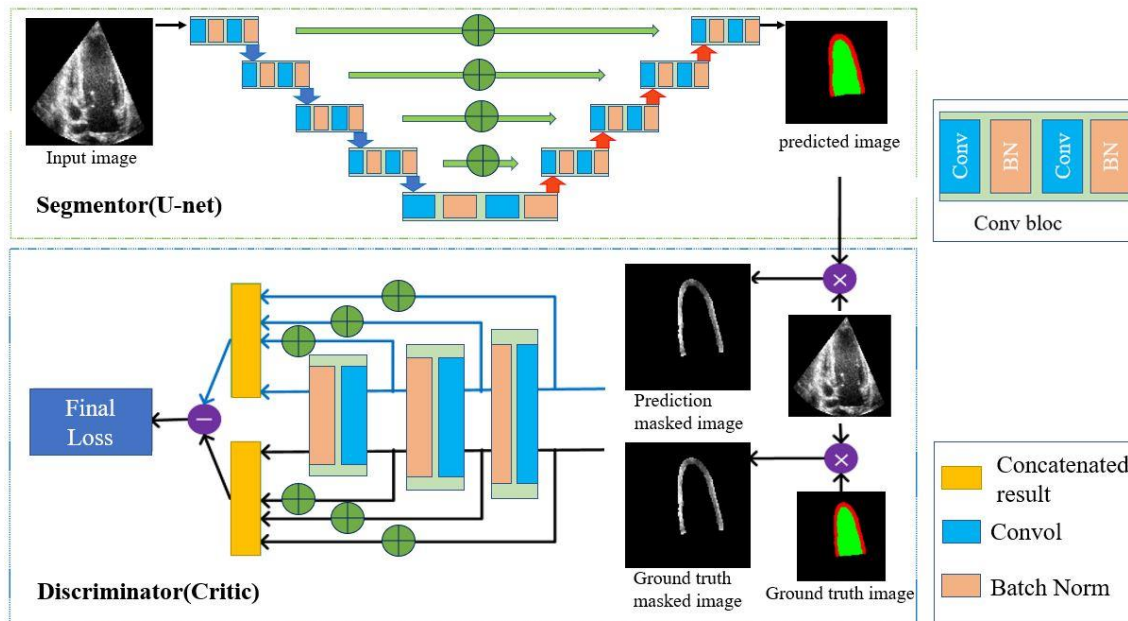 Input image
predicted image
Segmentor(U-net)
Conv
BN
Conv
BN
Conv bloc
Final
Loss
Prediction
masked image
Ground truth
masked image
Ground truth image
Discriminator(Critic)
Concatenated
result
Convol
Batch Norm